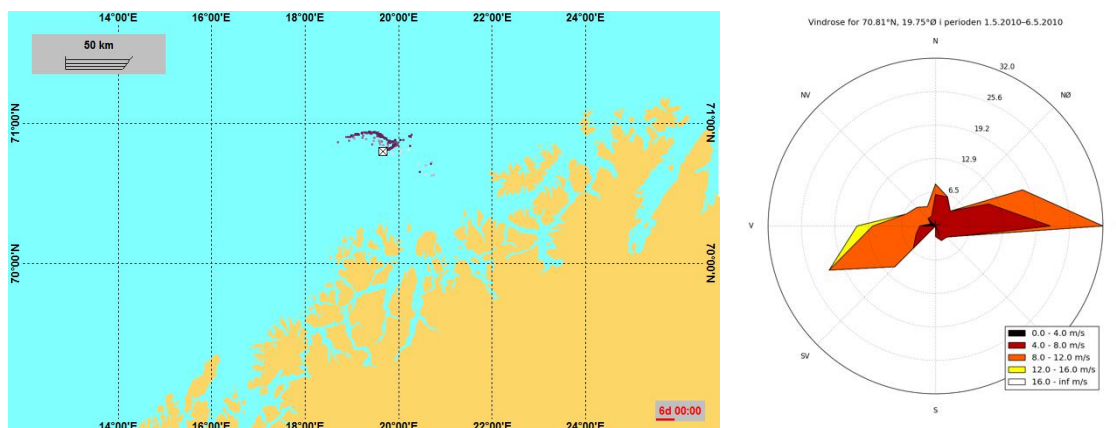 14°00'E 16°00'E 18°00'E 20°00'E 22°00'E 24°00'E
50 km
71°00'N 71°00'N
70°00'N 70°00'N
6d 00:00
14°00'E 16°00'E 18°00'E 20°00'E 22°00'E 24°00'E
Vindrose for 70.81°N, 19.75°Ø i perioden 1.5.2010–6.5.2010
N
32.0
NV
25.6
NØ
19.2
12.9
6.5
V
SV
S
0.0 - 4.0 m/s
4.0 - 8.0 m/s
8.0 - 12.0 m/s
12.0 - 16.0 m/s
16.0 - inf m/s